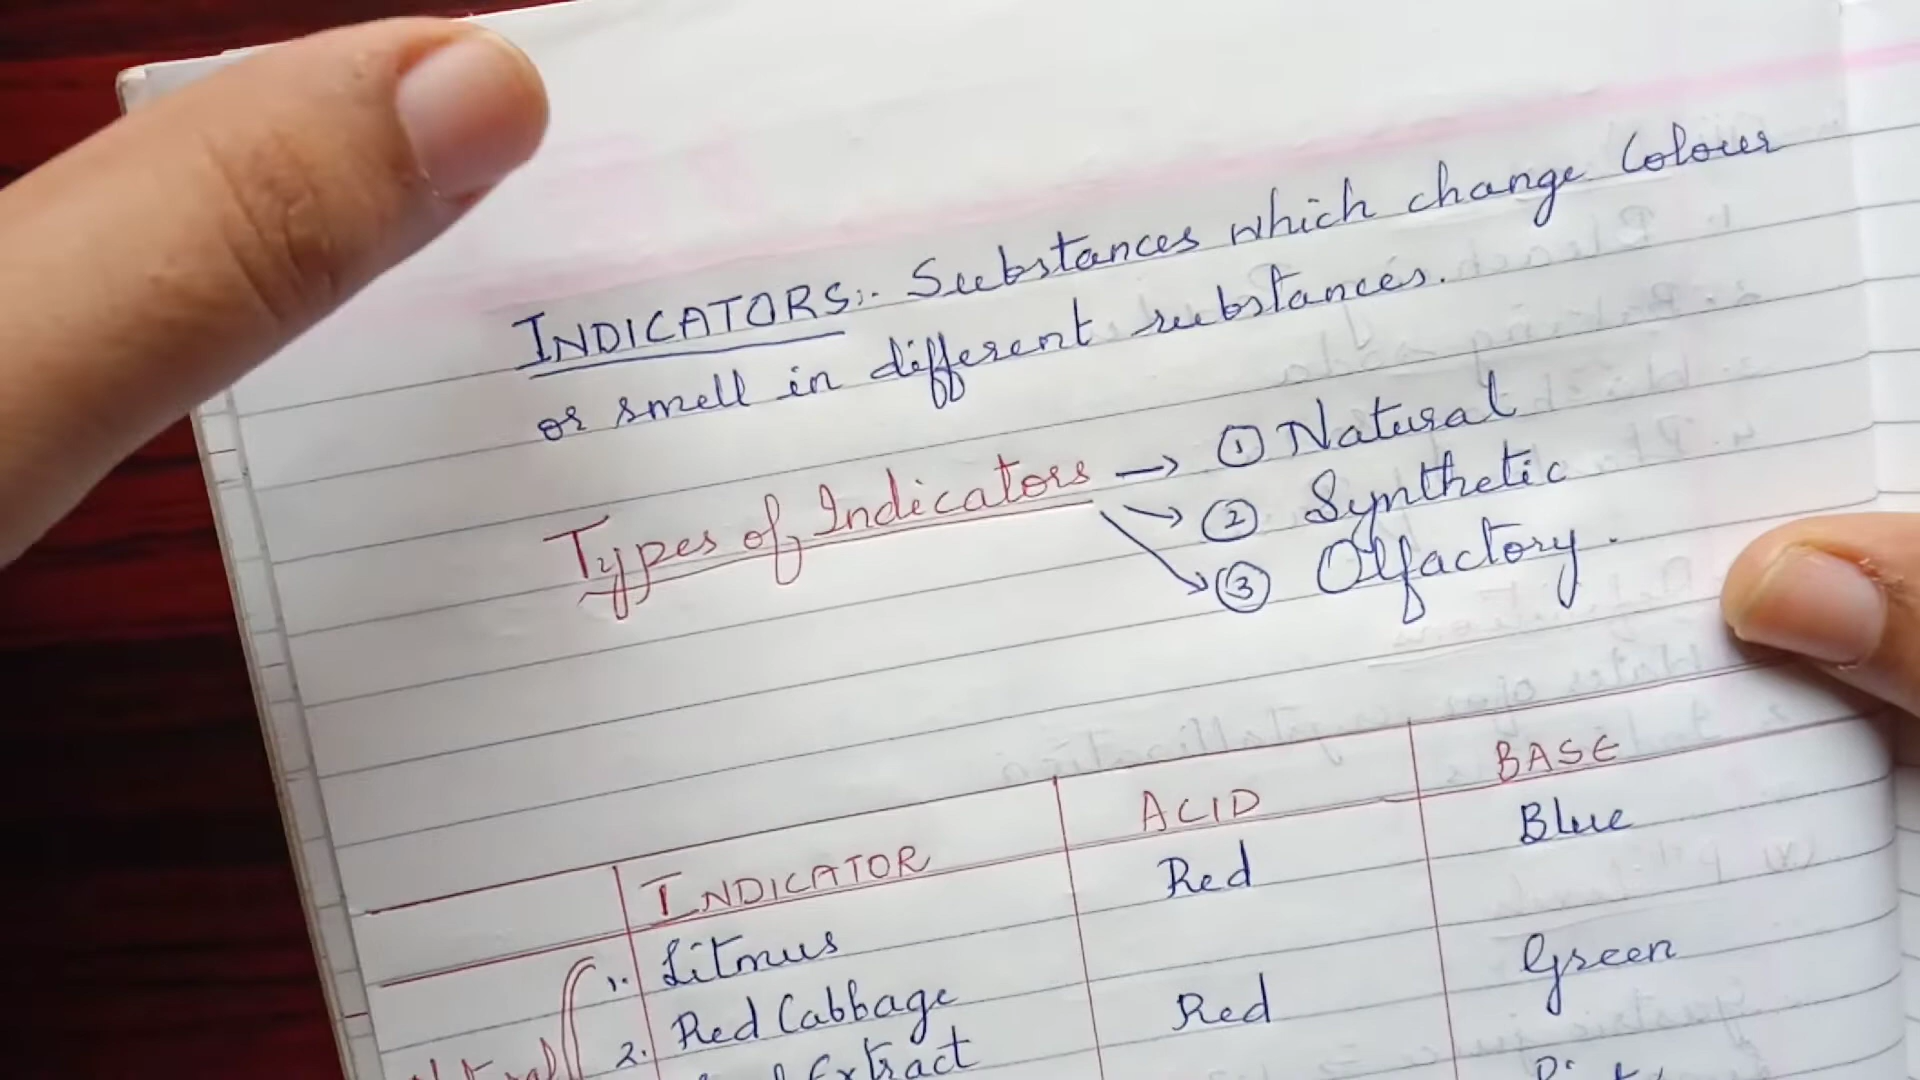 INDICATORS:- Substances which change Colour
or smell in different substances.
Types of Indicators → ① Natural
→ ② Synthetic
→ ③ Olfactory.
INDICATOR ACID BASE
1. Litmus Red Blue
2. Red Cabbage Red Green
Extract